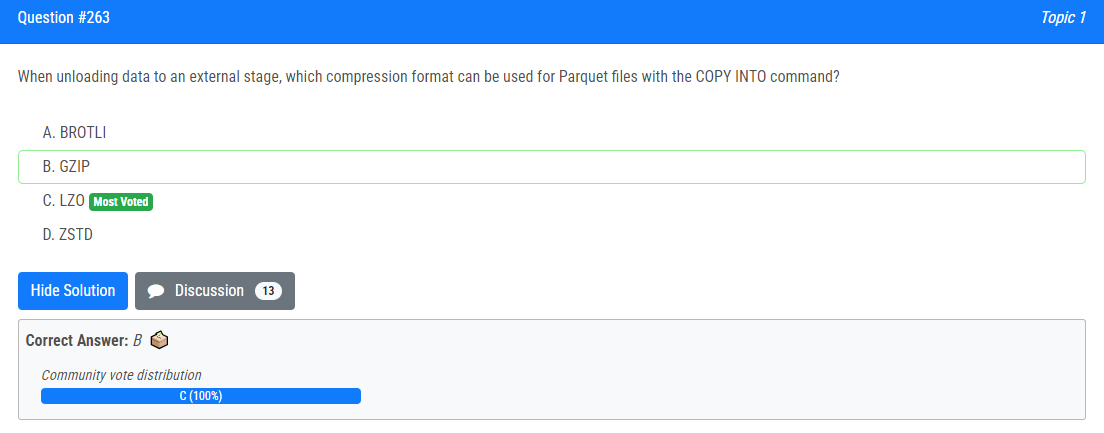 Question #263
Topic 1
When unloading data to an external stage, which compression format can be used for Parquet files with the COPY INTO command?
A. BROTLI
B. GZIP
C. LZO Most Voted
D. ZSTD
Hide Solution
Discussion 13
Correct Answer: B
Community vote distribution
C (100%)